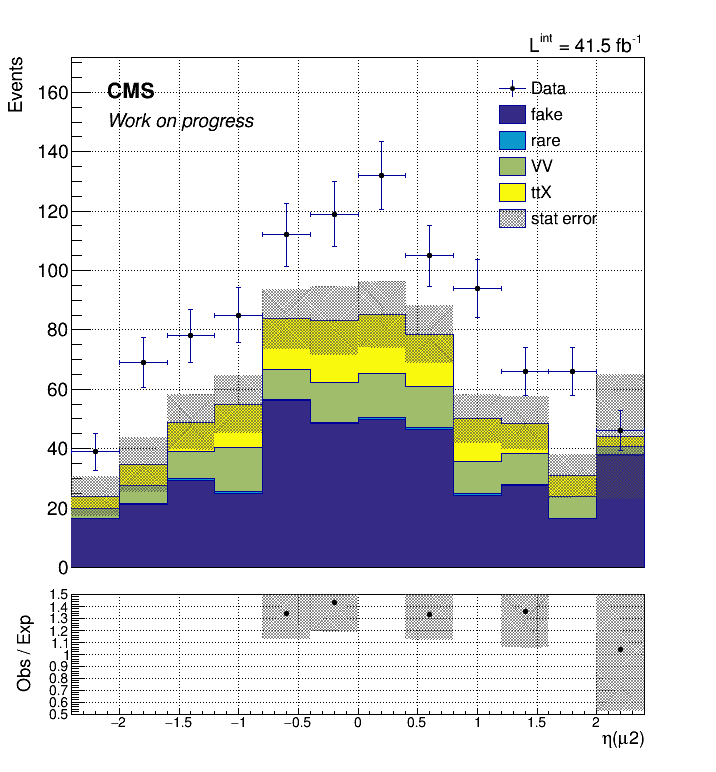 L^int = 41.5 fb^-1
Events
CMS
Work on progress
Data
fake
rare
VV
ttX
stat error
160
140
120
100
80
60
40
20
0
Obs / Exp
1.5
1.4
1.3
1.2
1.1
1
0.9
0.8
0.7
0.6
0.5
−2 −1.5 −1 −0.5 0 0.5 1 1.5 2
η(μ2)